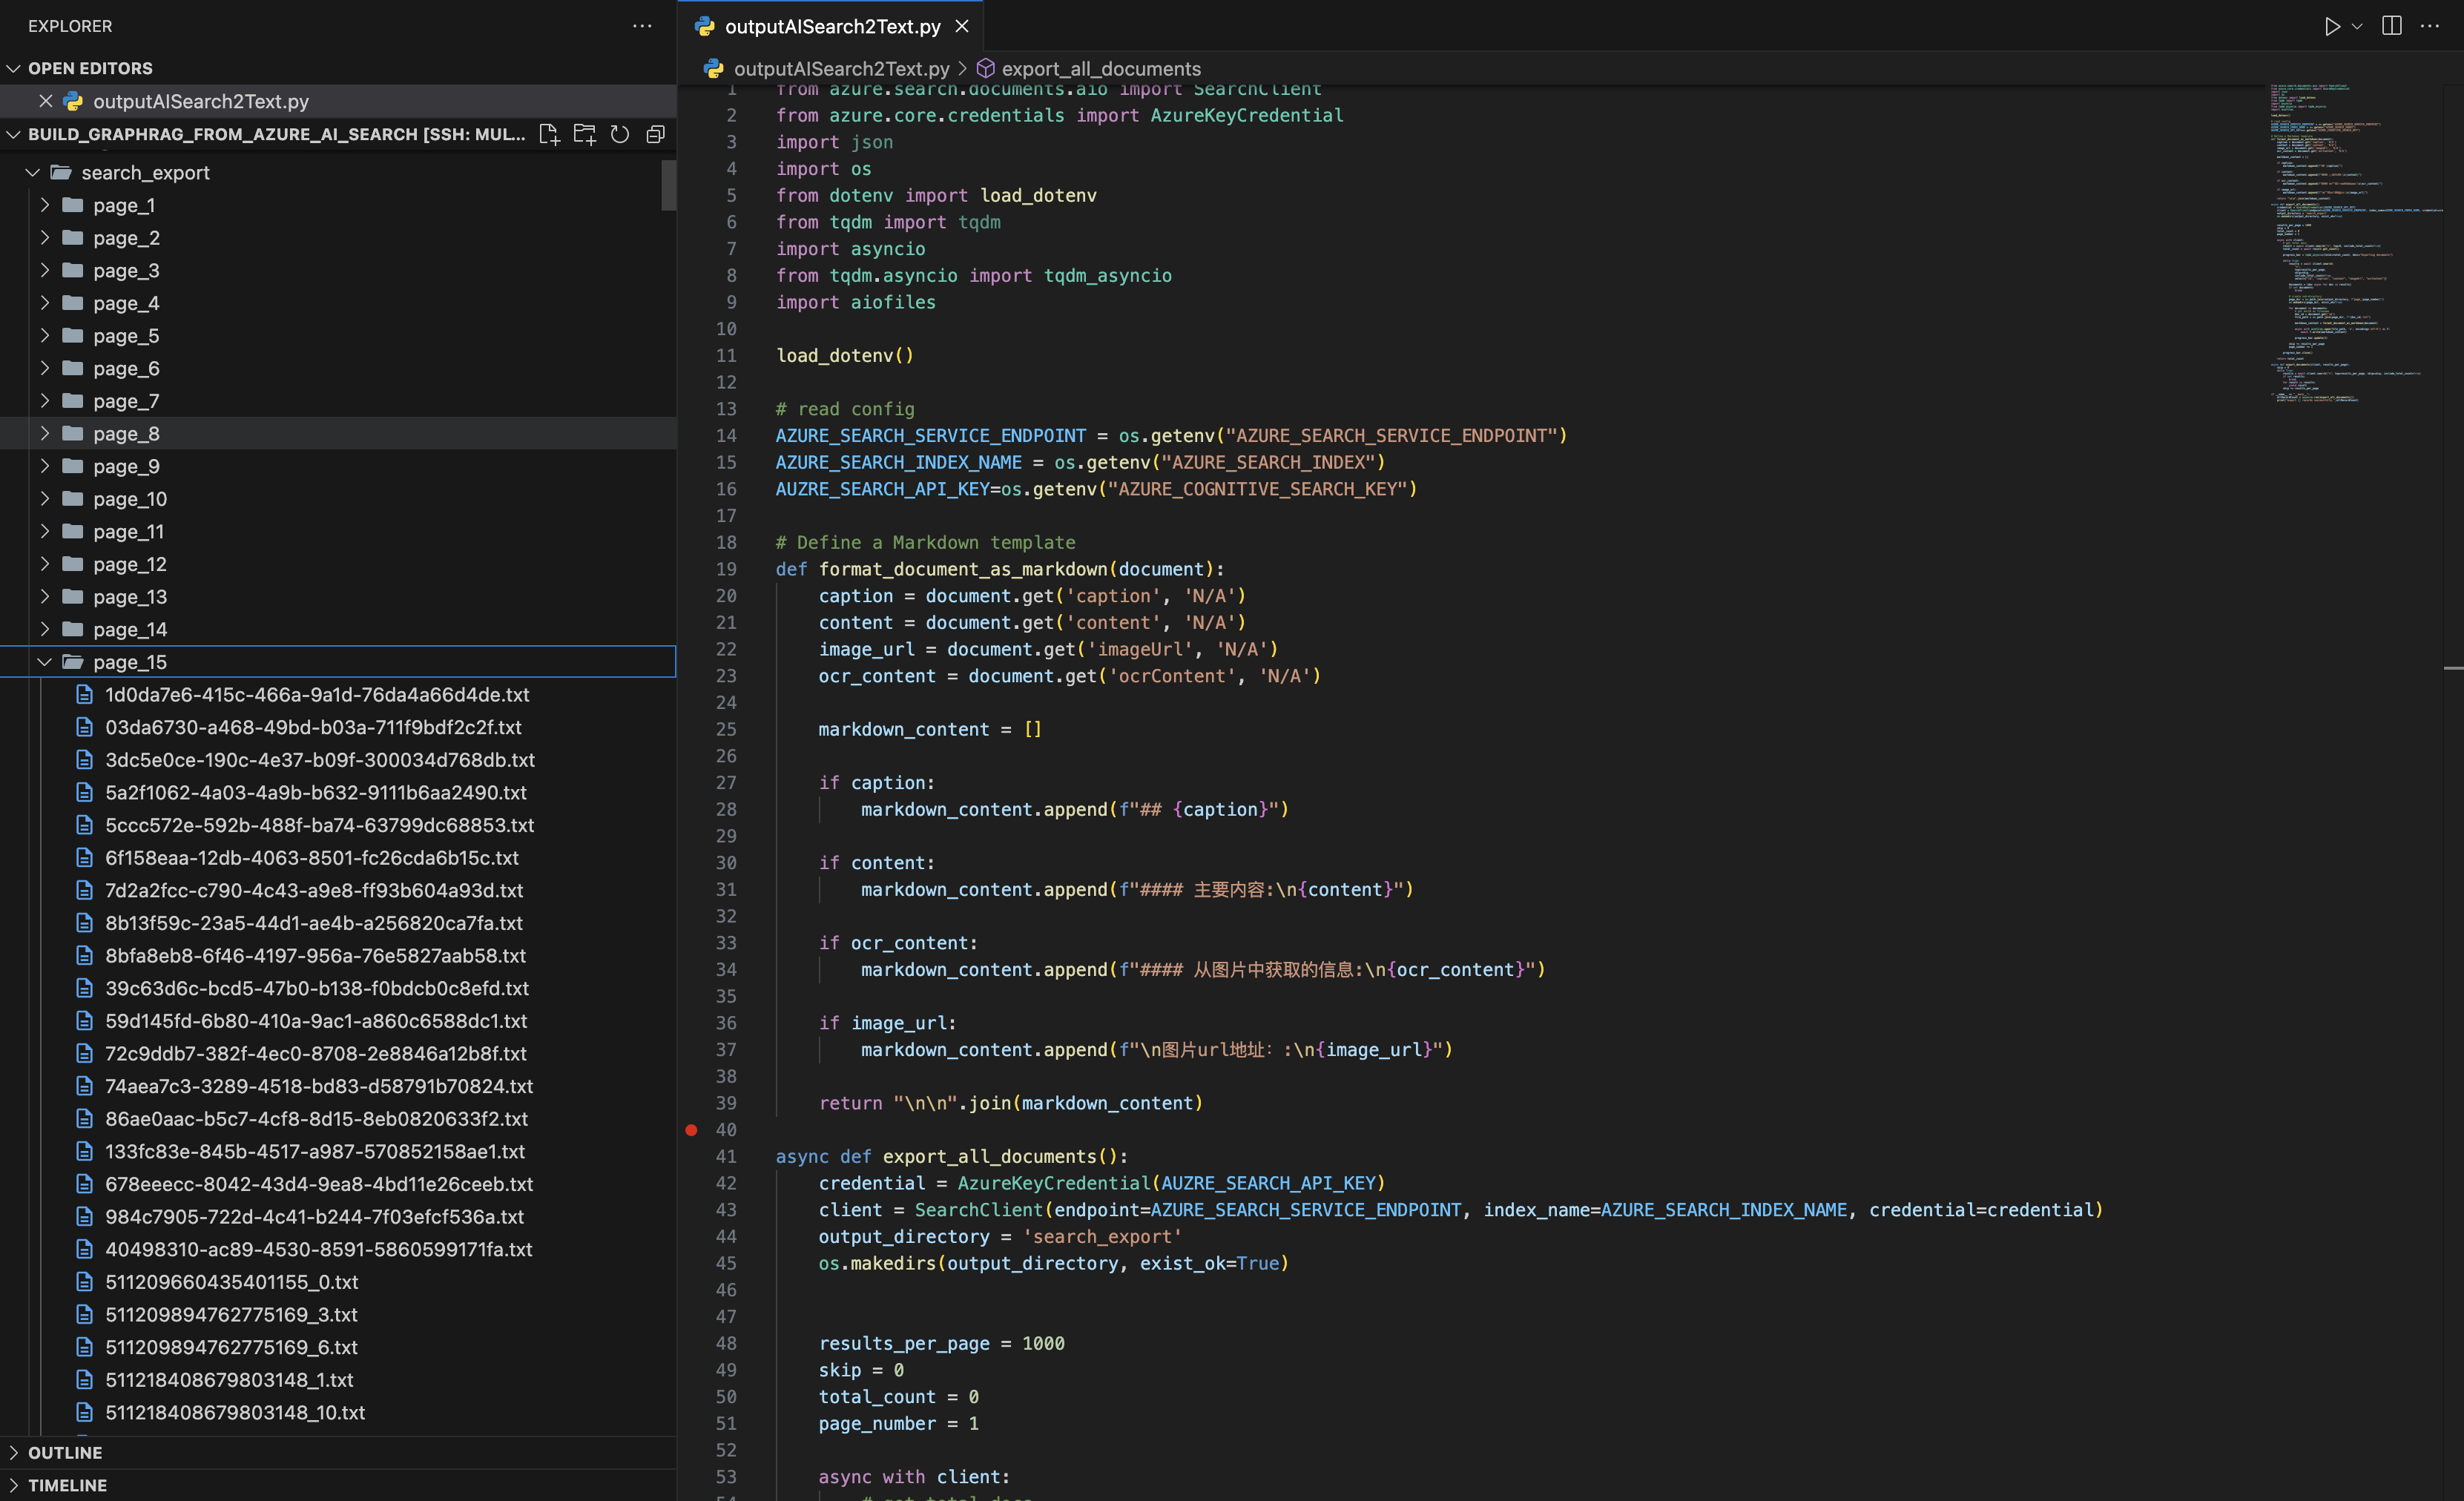 EXPLORER
OPEN EDITORS
outputAISearch2Text.py
BUILD_GRAPHRAG_FROM_AZURE_AI_SEARCH [SSH: MUL...
search_export
page_1
page_2
page_3
page_4
page_5
page_6
page_7
page_8
page_9
page_10
page_11
page_12
page_13
page_14
page_15
1d0da7e6-415c-466a-9a1d-76da4a66d4de.txt
03da6730-a468-49bd-b03a-711f9bdf2c2f.txt
3dc5e0ce-190c-4e37-b09f-300034d768db.txt
5a2f1062-4a03-4a9b-b632-9111b6aa2490.txt
5ccc572e-592b-488f-ba74-63799dc68853.txt
6f158eaa-12db-4063-8501-fc26cda6b15c.txt
7d2a2fcc-c790-4c43-a9e8-ff93b604a93d.txt
8b13f59c-23a5-44d1-ae4b-a256820ca7fa.txt
8bfa8eb8-6f46-4197-956a-76e5827aab58.txt
39c63d6c-bcd5-47b0-b138-f0bdcb0c8efd.txt
59d145fd-6b80-410a-9ac1-a860c6588dc1.txt
72c9ddb7-382f-4ec0-8708-2e8846a12b8f.txt
74aea7c3-3289-4518-bd83-d58791b70824.txt
86ae0aac-b5c7-4cf8-8d15-8eb0820633f2.txt
133fc83e-845b-4517-a987-570852158ae1.txt
678eeecc-8042-43d4-9ea8-4bd11e26ceeb.txt
984c7905-722d-4c41-b244-7f03efcf536a.txt
40498310-ac89-4530-8591-5860599171fa.txt
511209660435401155_0.txt
511209894762775169_3.txt
511209894762775169_6.txt
511218408679803148_1.txt
511218408679803148_10.txt
OUTLINE
TIMELINE
outputAISearch2Text.py
outputAISearch2Text.py > export_all_documents
1 from azure.search.documents.aio import SearchClient
2 from azure.core.credentials import AzureKeyCredential
3 import json
4 import os
5 from dotenv import load_dotenv
6 from tqdm import tqdm
7 import asyncio
8 from tqdm.asyncio import tqdm_asyncio
9 import aiofiles
10
11 load_dotenv()
12
13 # read config
14 AZURE_SEARCH_SERVICE_ENDPOINT = os.getenv("AZURE_SEARCH_SERVICE_ENDPOINT")
15 AZURE_SEARCH_INDEX_NAME = os.getenv("AZURE_SEARCH_INDEX")
16 AUZRE_SEARCH_API_KEY=os.getenv("AZURE_COGNITIVE_SEARCH_KEY")
17
18 # Define a Markdown template
19 def format_document_as_markdown(document):
20 caption = document.get('caption', 'N/A')
21 content = document.get('content', 'N/A')
22 image_url = document.get('imageUrl', 'N/A')
23 ocr_content = document.get('ocrContent', 'N/A')
24
25 markdown_content = []
26
27 if caption:
28 markdown_content.append(f"## {caption}")
29
30 if content:
31 markdown_content.append(f"#### 主要内容:\n{content}")
32
33 if ocr_content:
34 markdown_content.append(f"#### 从图片中获取的信息:\n{ocr_content}")
35
36 if image_url:
37 markdown_content.append(f"\n图片url地址：:\n{image_url}")
38
39 return "\n\n".join(markdown_content)
40
41 async def export_all_documents():
42 credential = AzureKeyCredential(AUZRE_SEARCH_API_KEY)
43 client = SearchClient(endpoint=AZURE_SEARCH_SERVICE_ENDPOINT, index_name=AZURE_SEARCH_INDEX_NAME, credential=credential)
44 output_directory = 'search_export'
45 os.makedirs(output_directory, exist_ok=True)
46
47
48 results_per_page = 1000
49 skip = 0
50 total_count = 0
51 page_number = 1
52
53 async with client: